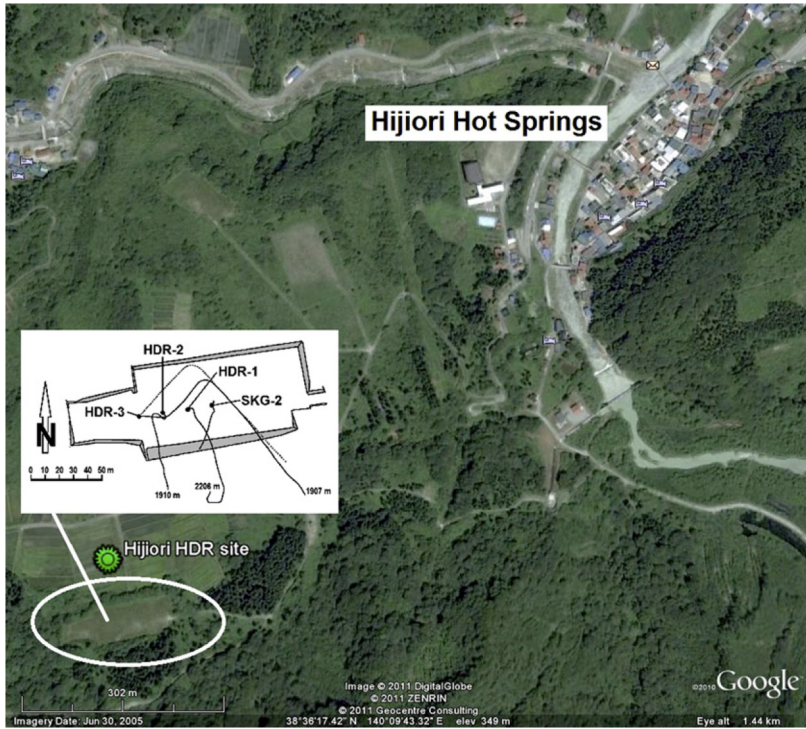 Hijiori Hot Springs
HDR-2
HDR-1
HDR-3
SKG-2
N
0 10 20 30 40 50 m
1910 m
2206 m
1907 m
Hijiori HDR site
302 m
Image © 2011 DigitalGlobe
© 2011 ZENRIN
© 2011 Geocentre Consulting
©2010 Google
Imagery Date: Jun 30, 2005 38°36'17.42" N 140°09'43.32" E elev 349 m Eye alt 1.44 km